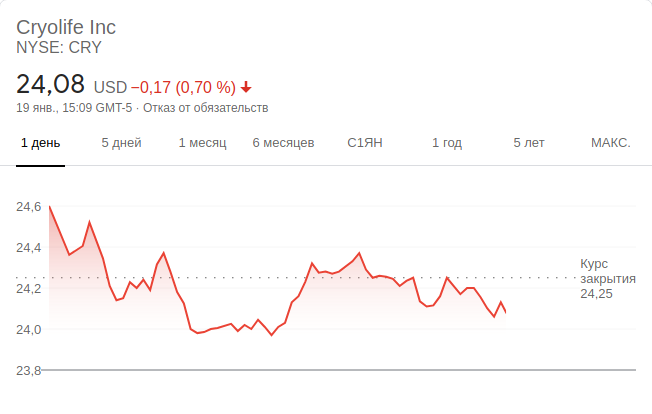 Cryolife Inc
NYSE: CRY
24,08 USD −0,17 (0,70 %)
19 янв., 15:09 GMT-5 · Отказ от обязательств
1 день 5 дней 1 месяц 6 месяцев С1ЯН 1 год 5 лет МАКС.
24,6
24,4
24,2
24,0
23,8
Курс
закрытия
24,25